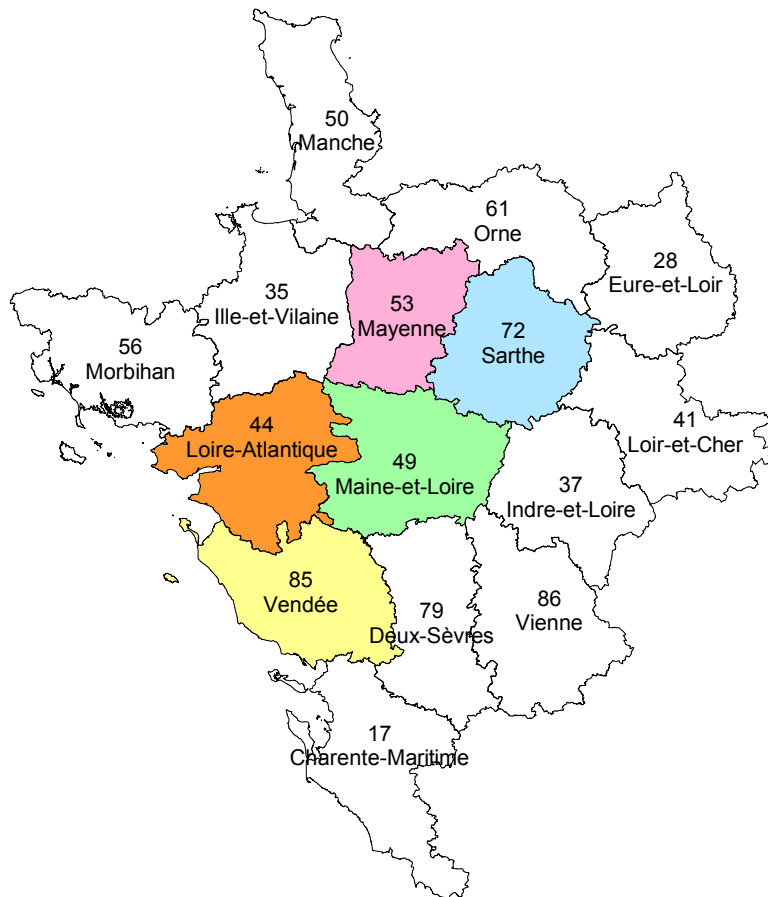 50
Manche
61
Orne
28
Eure-et-Loir
35
Ille-et-Vilaine
53
Mayenne
72
Sarthe
56
Morbihan
44
Loire-Atlantique
41
Loir-et-Cher
49
Maine-et-Loire
37
Indre-et-Loire
85
Vendée
79
Deux-Sèvres
86
Vienne
17
Charente-Maritime